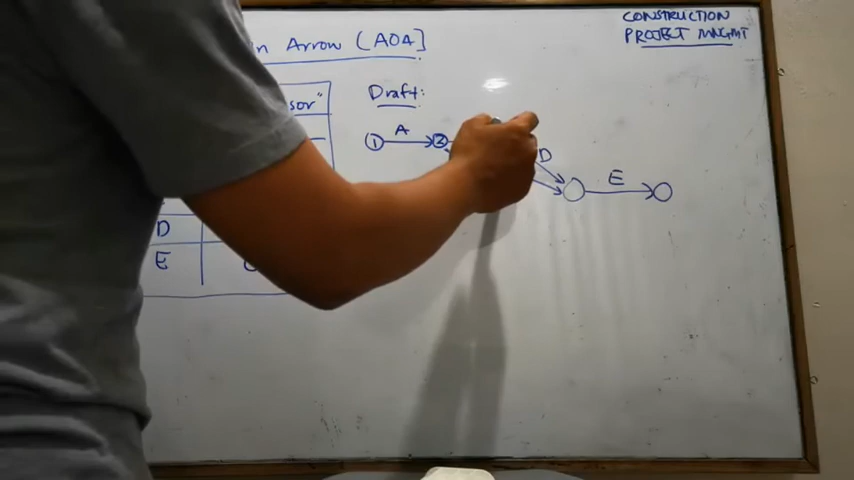 n Arrow (AOA]
CONSTRUCTION
PROJECT MNGMT
sor"
Draft:
1 A 2
D
E
D
E